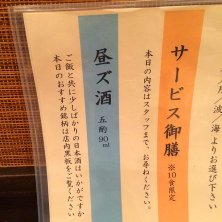 月／波／海よりお選び下さい
サービス御膳
※10食限定
本日の内容はスタッフまで、お尋ねください。
昼ズ酒
五酌 90ml
ご飯と共に少しばかりの日本酒はいかがですか
本日のおすすめ銘柄は店内黒板をご覧ください